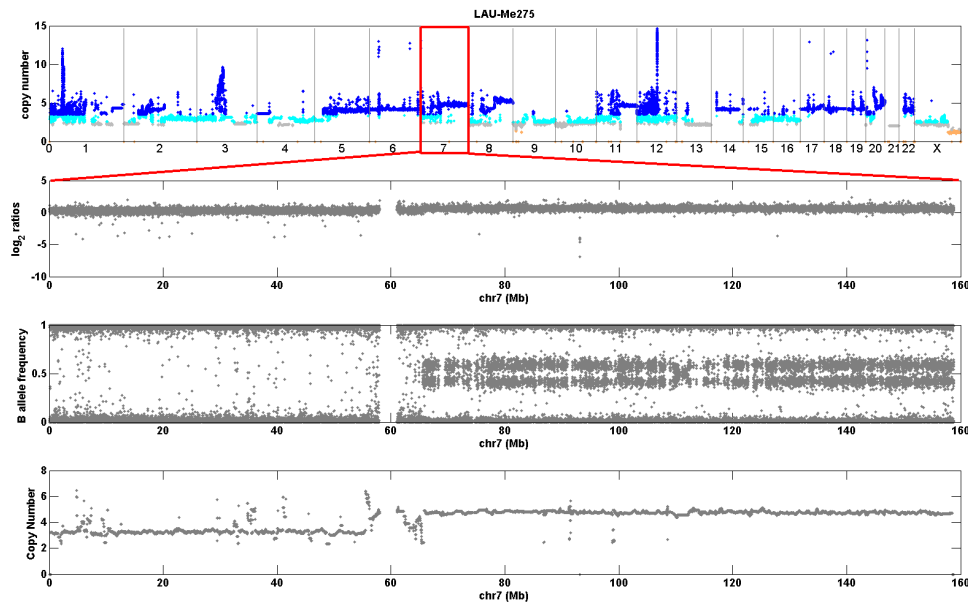 LAU-Me275
15
10
5
0
copy number
0 1 2 3 4 5 6 7 8 9 10 11 12 13 14 15 16 17 18 19 20 21 22 X
5
0
-5
-10
log2 ratios
0 20 40 60 80 100 120 140 160
chr7 (Mb)
1
0.5
0
B allele frequency
0 20 40 60 80 100 120 140 160
chr7 (Mb)
8
6
4
2
0
Copy Number
0 20 40 60 80 100 120 140 160
chr7 (Mb)